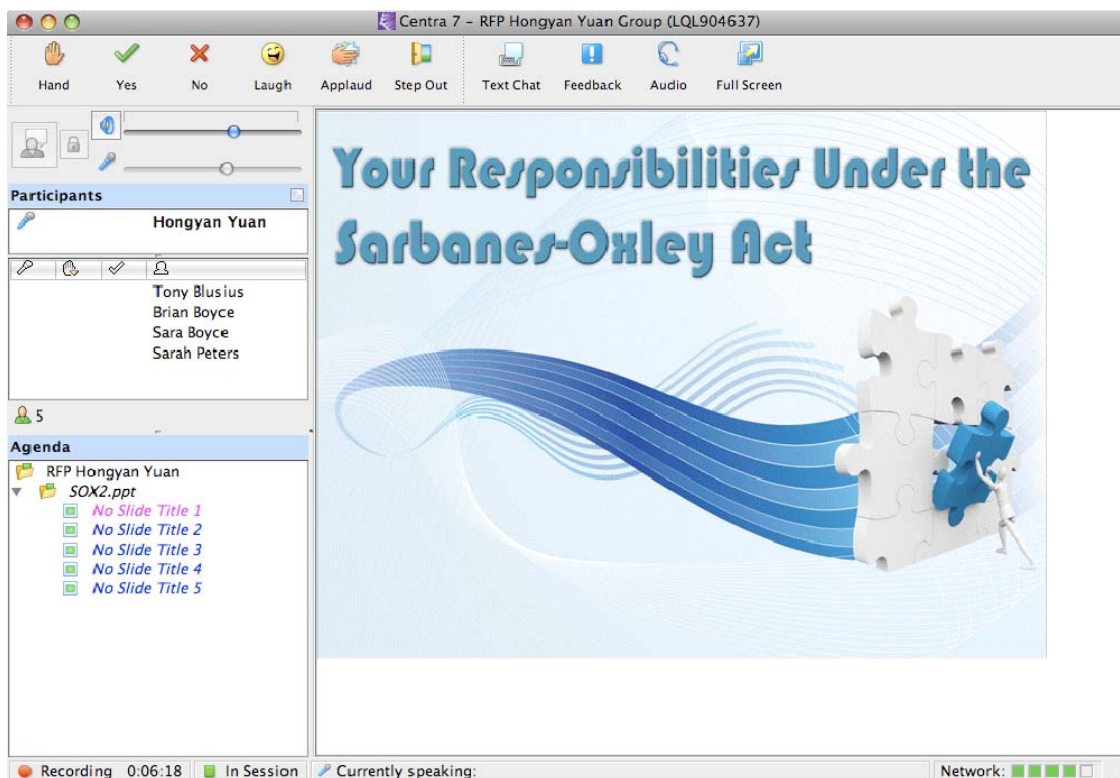 Centra 7 – RFP Hongyan Yuan Group (LQL904637)
Hand Yes No Laugh Applaud Step Out Text Chat Feedback Audio Full Screen
Participants
Hongyan Yuan
Tony Blusius
Brian Boyce
Sara Boyce
Sarah Peters
5
Agenda
RFP Hongyan Yuan
SOX2.ppt
No Slide Title 1
No Slide Title 2
No Slide Title 3
No Slide Title 4
No Slide Title 5
Your Responsibilities Under the
Sarbanes-Oxley Act
Recording 0:06:18 In Session Currently speaking: Network: